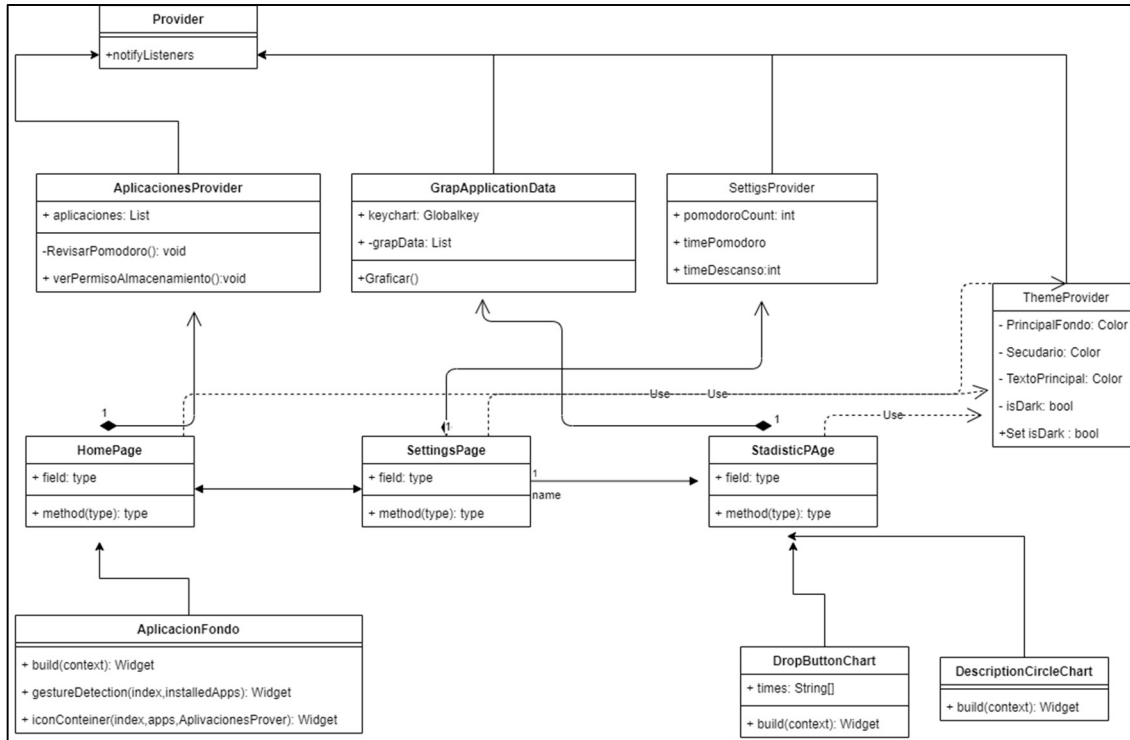 Provider
+notifyListeners
AplicacionesProvider
+ aplicaciones: List
-RevisarPomodoro(): void
+ verPermisoAlmacenamiento():void
GrapApplicationData
+ keychart: Globalkey
+ -grapData: List
+Graficar()
SettigsProvider
+ pomodoroCount: int
+ timePomodoro
+ timeDescanso:int
ThemeProvider
- PrincipalFondo: Color
- Secudario: Color
- TextoPrincipal: Color
- isDark: bool
+Set isDark : bool
Use
Use
Use
1
1
1
HomePage
+ field: type
+ method(type): type
SettingsPage
+ field: type
+ method(type): type
1
name
StadisticPAge
+ field: type
+ method(type): type
AplicacionFondo
+ build(context): Widget
+ gestureDetection(index,installedApps): Widget
+ iconConteiner(index,apps,AplivacionesProver): Widget
DropButtonChart
+ times: String[]
+ build(context): Widget
DescriptionCircleChart
+ build(context): Widget